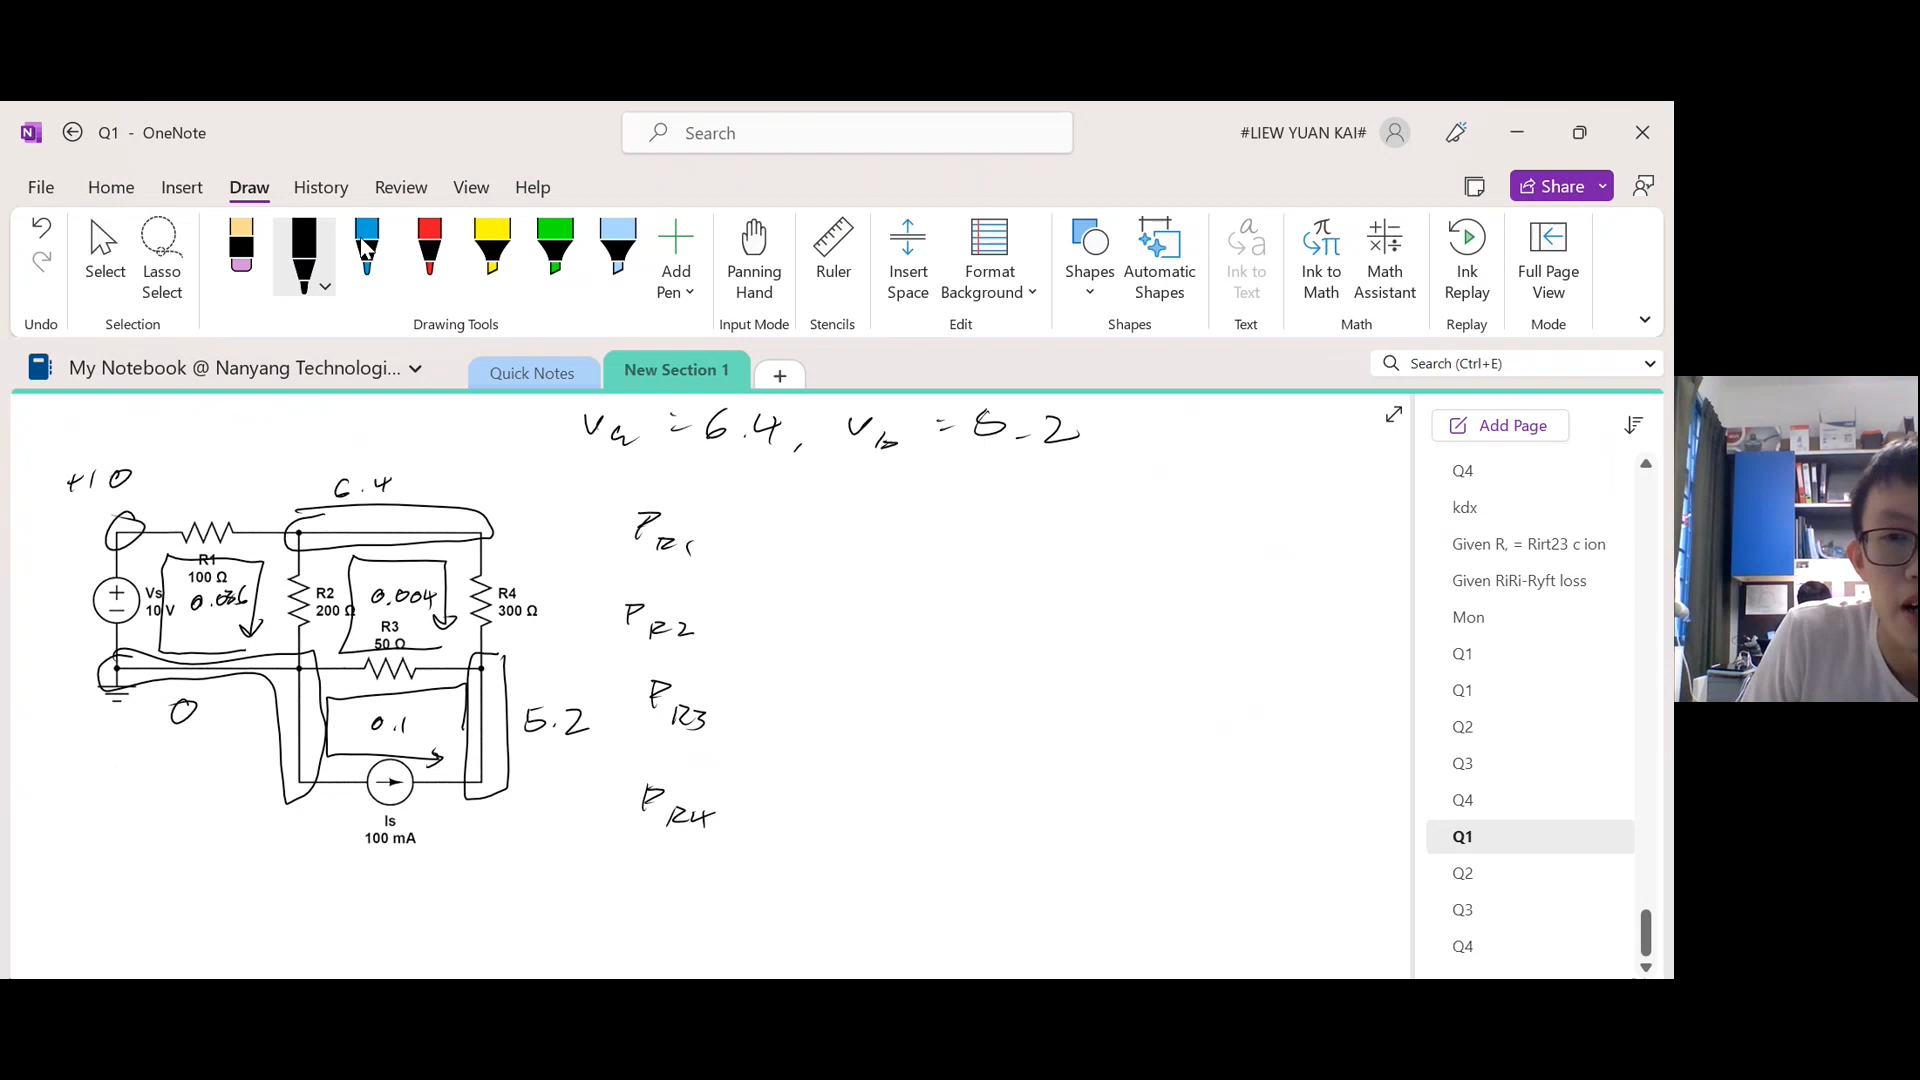 Q1 - OneNote
Search
#LIEW YUAN KAI#
File Home Insert Draw History Review View Help
Share
Undo
Select
Lasso Select
Selection
Drawing Tools
Add Pen
Panning Hand
Input Mode
Ruler
Stencils
Insert Space
Format Background
Edit
Shapes
Automatic Shapes
Shapes
Ink to Text
Text
Ink to Math
Math Assistant
Math
Ink Replay
Replay
Full Page View
Mode
My Notebook @ Nanyang Technologi...
Quick Notes
New Section 1
+
Search (Ctrl+E)
Va = 6.4, Vb = 5.2
+10
6.4
R1
100 Ω
0.036
Vs
10 V
R2
200 Ω
0.004
R4
300 Ω
R3
50 Ω
0
0.1
5.2
Is
100 mA
PR1
PR2
PR3
PR4
Add Page
Q4
kdx
Given R, = Rirt23 c ion
Given RiRi-Ryft loss
Mon
Q1
Q1
Q2
Q3
Q4
Q1
Q2
Q3
Q4